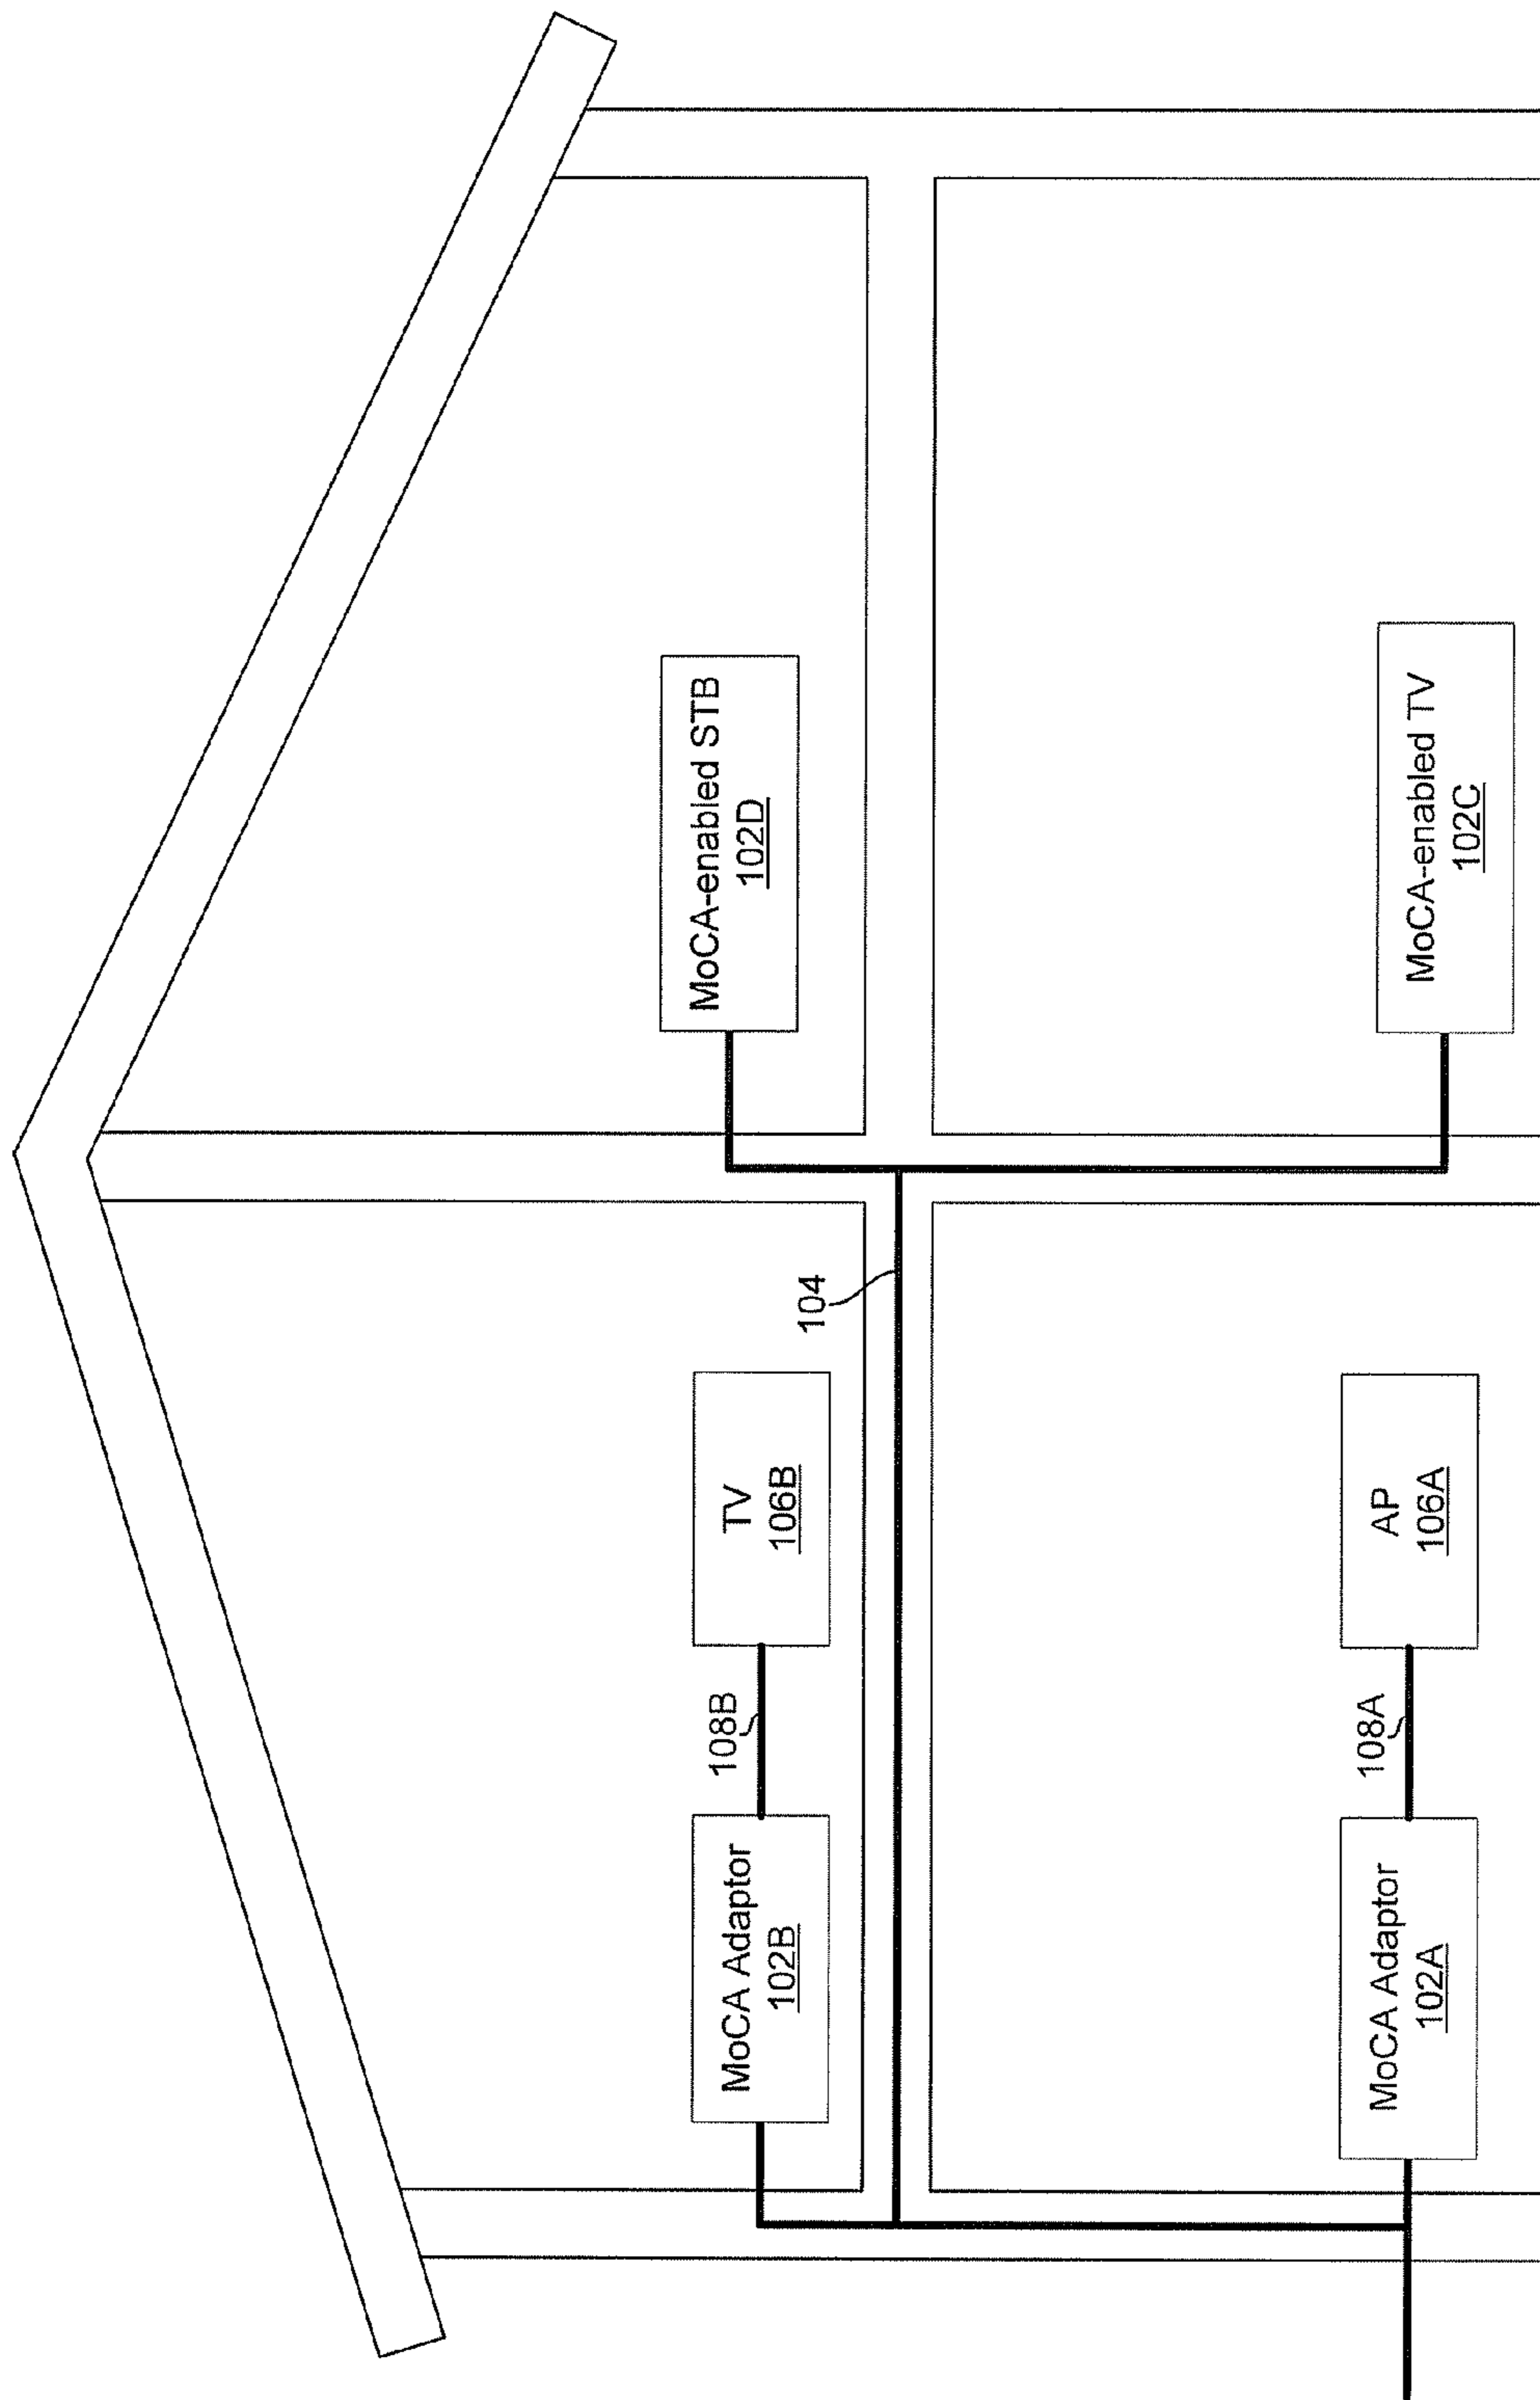 MoCA Adaptor
102B
108B
TV
106B
104
MoCA-enabled STB
102D
MoCA Adaptor
102A
108A
AP
106A
MoCA-enabled TV
102C